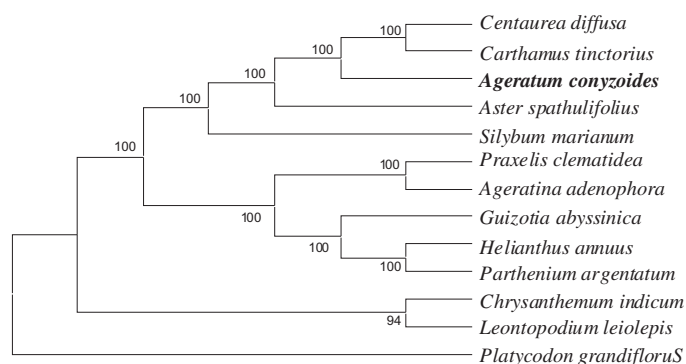 Centaurea diffusa
100
Carthamus tinctorius
100
Ageratum conyzoides
100
Aster spathulifolius
100
Silybum marianum
100
Praxelis clematidea
Ageratina adenophora
100
100
Guizotia abyssinica
100
Helianthus annuus
100
Parthenium argentatum
Chrysanthemum indicum
94
Leontopodium leiolepis
Platycodon grandifloruS